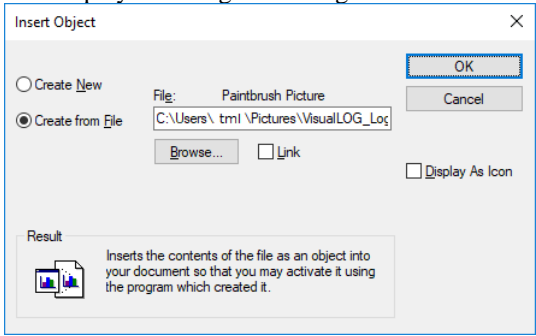 Insert Object
OK
Create New
File: Paintbrush Picture
Cancel
Create from File
C:\Users\ tml \Pictures\VisualLOG_Log
Browse...
Link
Display As Icon
Result
Inserts the contents of the file as an object into
your document so that you may activate it using
the program which created it.